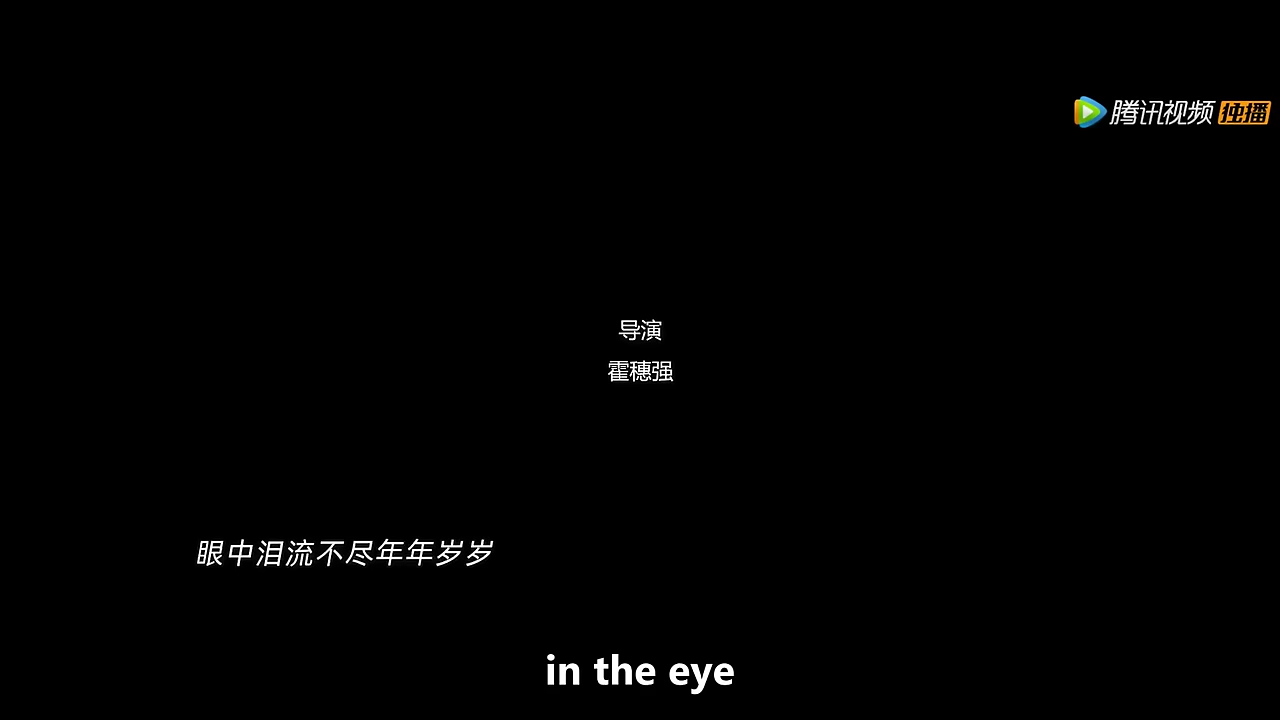 腾讯视频 独播
导演
霍穗强
眼中泪流不尽年年岁岁
in the eye